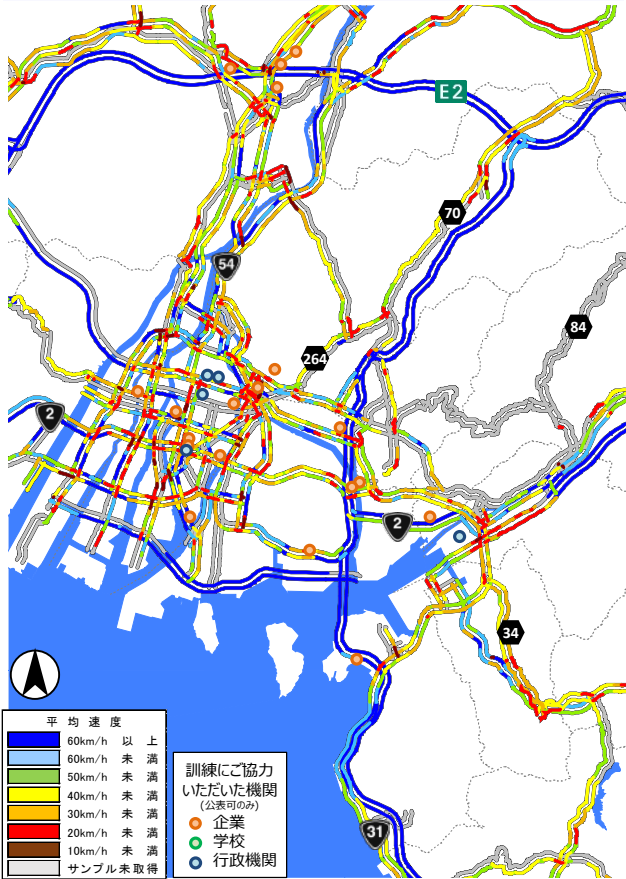 E2
70
54
84
264
2
2
34
31
平均速度
60km/h 以上
60km/h 未満
50km/h 未満
40km/h 未満
30km/h 未満
20km/h 未満
10km/h 未満
サンプル未取得
訓練にご協力
いただいた機関
(公表可のみ)
企業
学校
行政機関